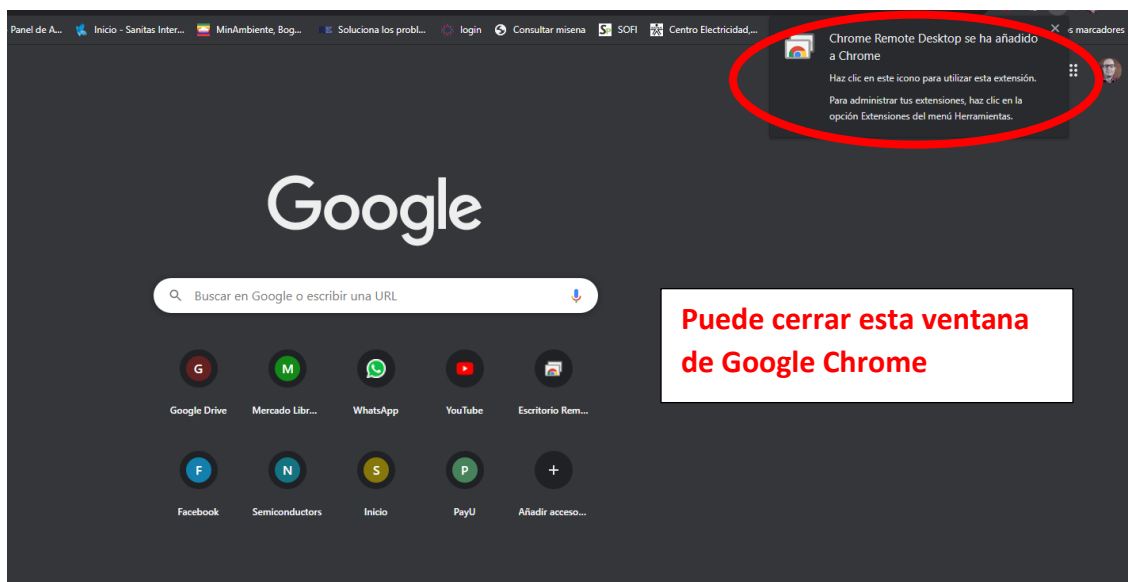 Panel de A... Inicio - Sanitas Inter... MinAmbiente, Bog... Soluciona los probl... login Consultar misena SOFI Centro Electricidad,... s marcadores
Chrome Remote Desktop se ha añadido
a Chrome
Haz clic en este icono para utilizar esta extensión.
Para administrar tus extensiones, haz clic en la
opción Extensiones del menú Herramientas.
Google
Buscar en Google o escribir una URL
Puede cerrar esta ventana
de Google Chrome
G M
Google Drive Mercado Libr... WhatsApp YouTube Escritorio Rem...
F N S P +
Facebook Semiconductors Inicio PayU Añadir acceso...